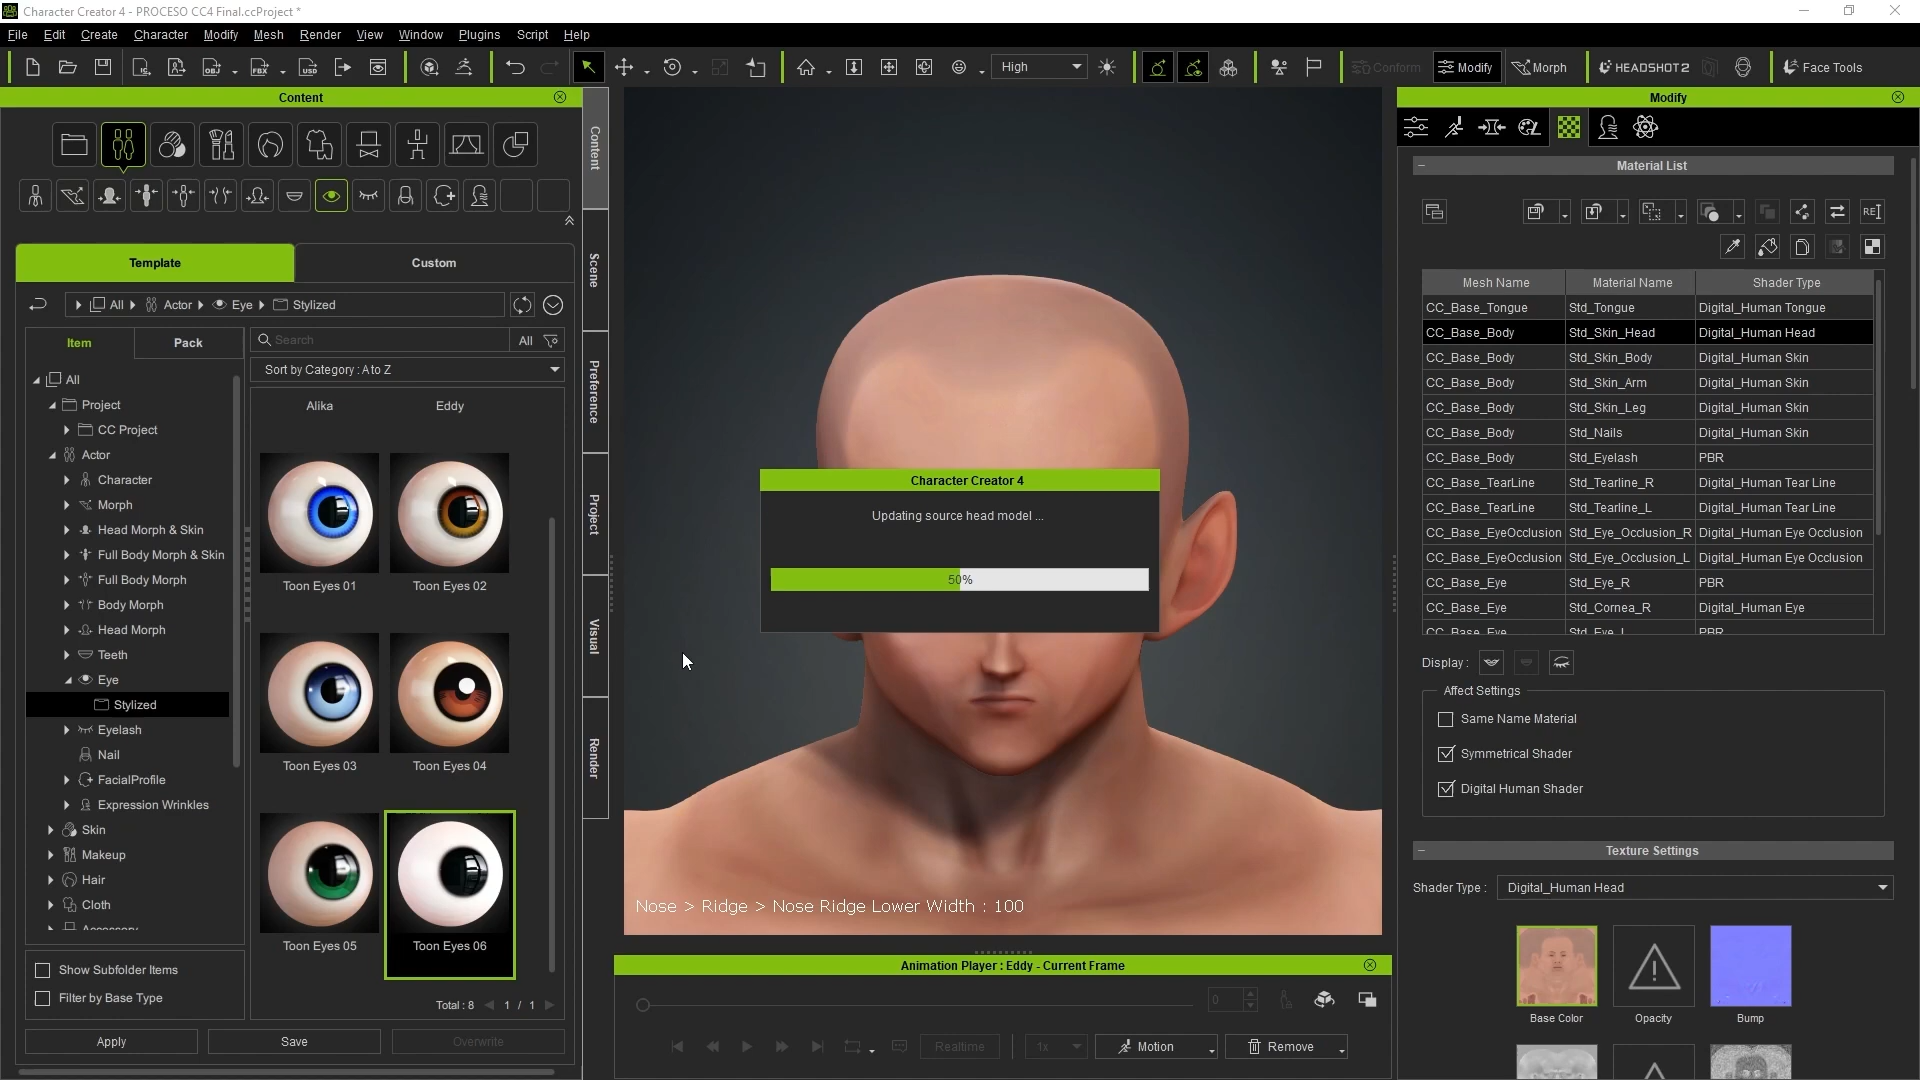 Character Creator 4 - PROCESO CC4 Final.ccProject *
File Edit Create Character Modify Mesh Render View Window Plugins Script Help
OBJ FBX USD High Conform Modify Morph HEADSHOT2 Face Tools
Content
Template Custom
All Actor Eye Stylized
Item Pack
Search All
Sort by Category : A to Z
All
Project
CC Project
Actor
Character
Morph
Head Morph & Skin
Full Body Morph & Skin
Full Body Morph
Body Morph
Head Morph
Teeth
Eye
Stylized
Eyelash
Nail
FacialProfile
Expression Wrinkles
Skin
Makeup
Hair
Cloth
Accessory
Alika Eddy
Toon Eyes 01 Toon Eyes 02
Toon Eyes 03 Toon Eyes 04
Toon Eyes 05 Toon Eyes 06
Show Subfolder Items
Filter by Base Type
Total : 8 1 / 1
Apply Save Overwrite
Content
Scene
Preference
Project
Visual
Render
Character Creator 4
Updating source head model ...
50%
Nose > Ridge > Nose Ridge Lower Width : 100
Animation Player : Eddy - Current Frame
0
Realtime 1x Motion Remove
Modify
Material List
RE
Mesh Name Material Name Shader Type
CC_Base_Tongue Std_Tongue Digital_Human Tongue
CC_Base_Body Std_Skin_Head Digital_Human Head
CC_Base_Body Std_Skin_Body Digital_Human Skin
CC_Base_Body Std_Skin_Arm Digital_Human Skin
CC_Base_Body Std_Skin_Leg Digital_Human Skin
CC_Base_Body Std_Nails Digital_Human Skin
CC_Base_Body Std_Eyelash PBR
CC_Base_TearLine Std_Tearline_R Digital_Human Tear Line
CC_Base_TearLine Std_Tearline_L Digital_Human Tear Line
CC_Base_EyeOcclusion Std_Eye_Occlusion_R Digital_Human Eye Occlusion
CC_Base_EyeOcclusion Std_Eye_Occlusion_L Digital_Human Eye Occlusion
CC_Base_Eye Std_Eye_R PBR
CC_Base_Eye Std_Cornea_R Digital_Human Eye
CC_Base_Eye Std_Eye_L PBR
Display :
Affect Settings
Same Name Material
Symmetrical Shader
Digital Human Shader
Texture Settings
Shader Type : Digital_Human Head
Base Color Opacity Bump